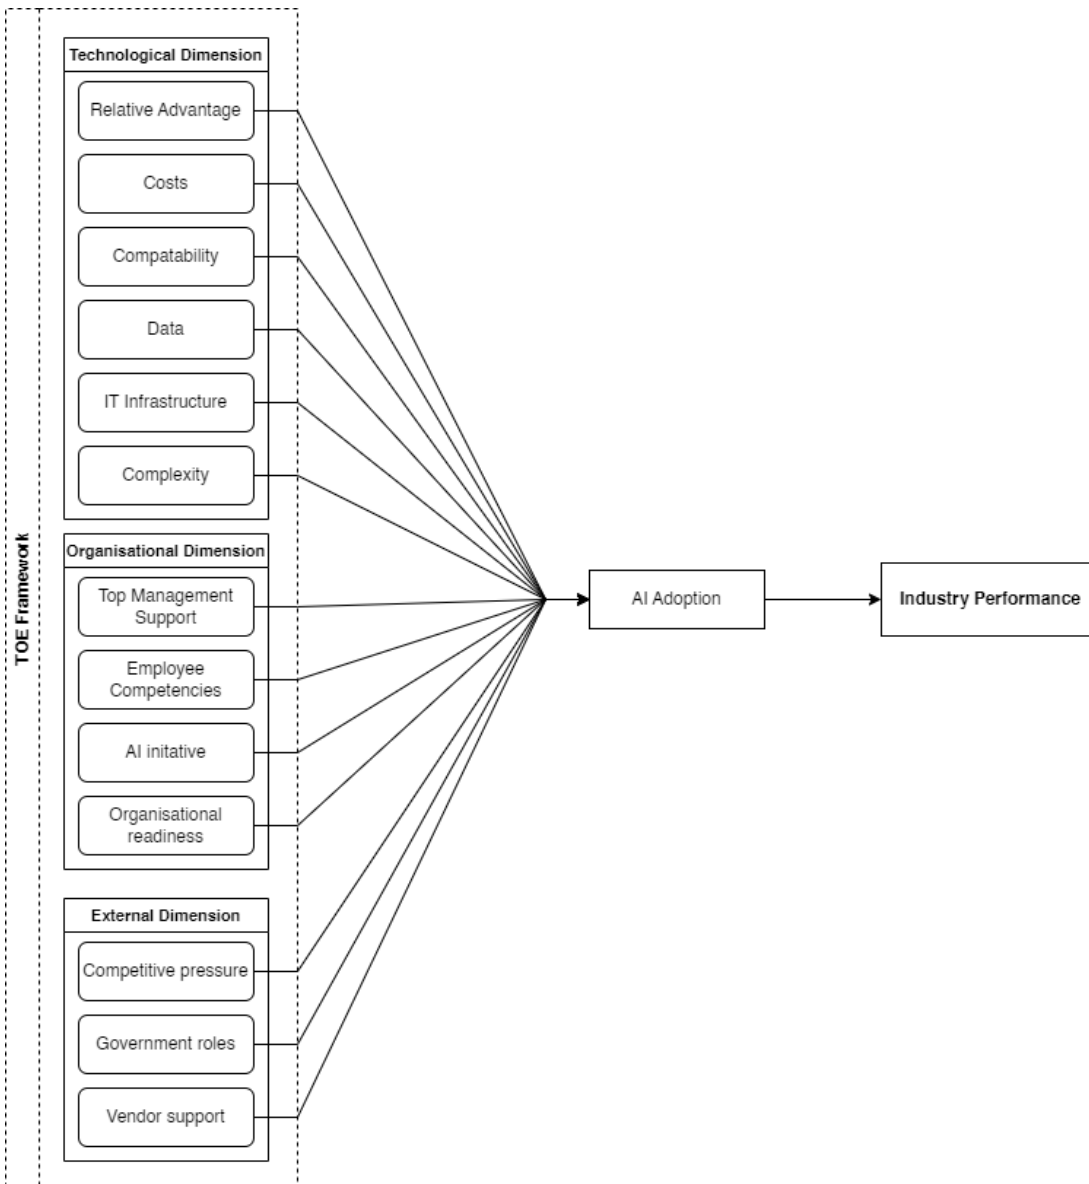 TOE Framework
Technological Dimension
Relative Advantage
Costs
Compatability
Data
IT Infrastructure
Complexity
Organisational Dimension
Top Management
Support
Employee
Competencies
AI initative
Organisational
readiness
External Dimension
Competitive pressure
Government roles
Vendor support
AI Adoption
Industry Performance